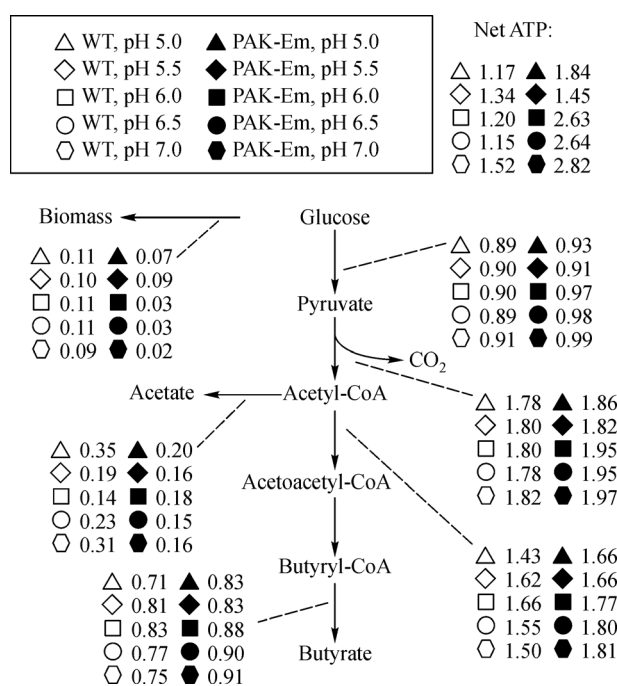 △ WT, pH 5.0 ▲ PAK-Em, pH 5.0
◇ WT, pH 5.5 ◆ PAK-Em, pH 5.5
□ WT, pH 6.0 ■ PAK-Em, pH 6.0
○ WT, pH 6.5 ● PAK-Em, pH 6.5
⬡ WT, pH 7.0 ⬢ PAK-Em, pH 7.0
Net ATP:
△ 1.17 ▲ 1.84
◇ 1.34 ◆ 1.45
□ 1.20 ■ 2.63
○ 1.15 ● 2.64
⬡ 1.52 ⬢ 2.82
Biomass
Glucose
△ 0.11 ▲ 0.07
◇ 0.10 ◆ 0.09
□ 0.11 ■ 0.03
○ 0.11 ● 0.03
⬡ 0.09 ⬢ 0.02
△ 0.89 ▲ 0.93
◇ 0.90 ◆ 0.91
□ 0.90 ■ 0.97
○ 0.89 ● 0.98
⬡ 0.91 ⬢ 0.99
Pyruvate
CO2
Acetate
Acetyl-CoA
△ 1.78 ▲ 1.86
◇ 1.80 ◆ 1.82
□ 1.80 ■ 1.95
○ 1.78 ● 1.95
⬡ 1.82 ⬢ 1.97
△ 0.35 ▲ 0.20
◇ 0.19 ◆ 0.16
□ 0.14 ■ 0.18
○ 0.23 ● 0.15
⬡ 0.31 ⬢ 0.16
Acetoacetyl-CoA
Butyryl-CoA
△ 1.43 ▲ 1.66
◇ 1.62 ◆ 1.66
□ 1.66 ■ 1.77
○ 1.55 ● 1.80
⬡ 1.50 ⬢ 1.81
△ 0.71 ▲ 0.83
◇ 0.81 ◆ 0.83
□ 0.83 ■ 0.88
○ 0.77 ● 0.90
⬡ 0.75 ⬢ 0.91
Butyrate